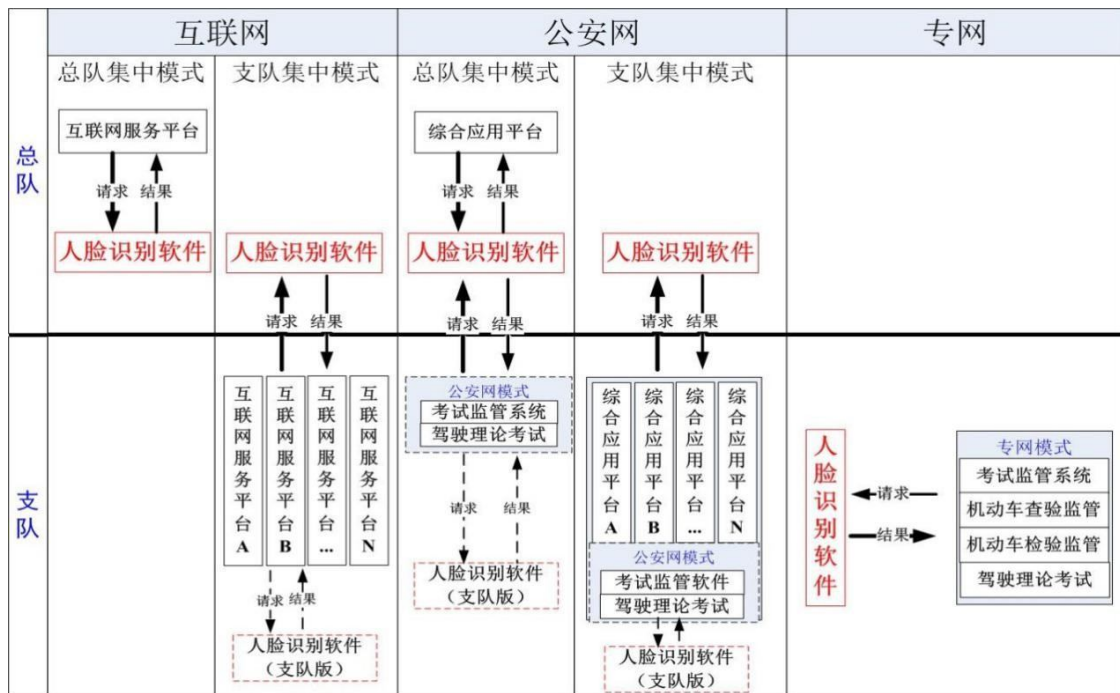 互联网
公安网
专网
总队集中模式
支队集中模式
总队集中模式
支队集中模式
总队
互联网服务平台
请求
结果
人脸识别软件
人脸识别软件
请求
结果
综合应用平台
请求
结果
人脸识别软件
请求
结果
人脸识别软件
请求
结果
支队
互联网服务平台A
互联网服务平台B
互联网服务平台...
互联网服务平台N
请求
结果
人脸识别软件
（支队版）
公安网模式
考试监管系统
驾驶理论考试
请求
结果
人脸识别软件
（支队版）
综合应用平台A
综合应用平台B
综合应用平台...
综合应用平台N
公安网模式
考试监管软件
驾驶理论考试
人脸识别软件
（支队版）
人脸识别软件
请求
结果
专网模式
考试监管系统
机动车查验监管
机动车检验监管
驾驶理论考试